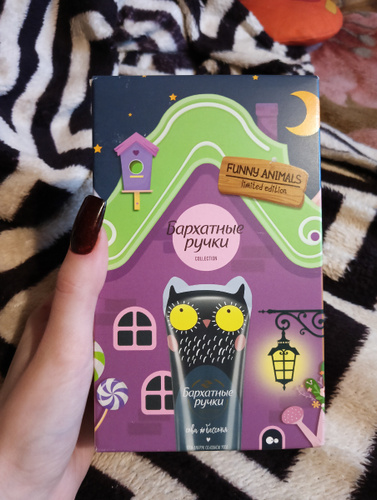 FUNNY ANIMALS
limited edition
Бархатные
ручки
COLLECTION
Бархатные
ручки